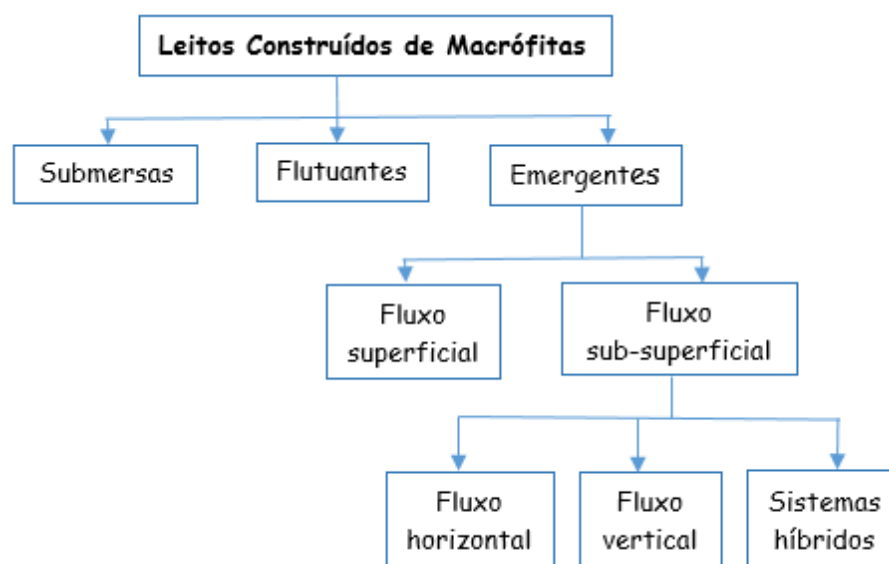 Leitos Construídos de Macrófitas
Submersas
Flutuantes
Emergentes
Fluxo
superficial
Fluxo
sub-superficial
Fluxo
horizontal
Fluxo
vertical
Sistemas
híbridos